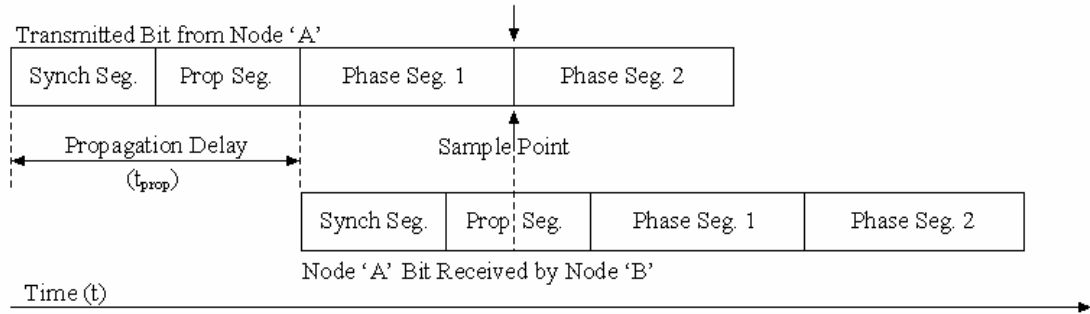 Transmitted Bit from Node ‘A’
Synch Seg. Prop Seg. Phase Seg. 1 Phase Seg. 2
Propagation Delay
(tprop)
Sample Point
Synch Seg. Prop Seg. Phase Seg. 1 Phase Seg. 2
Node ‘A’ Bit Received by Node ‘B’
Time (t)